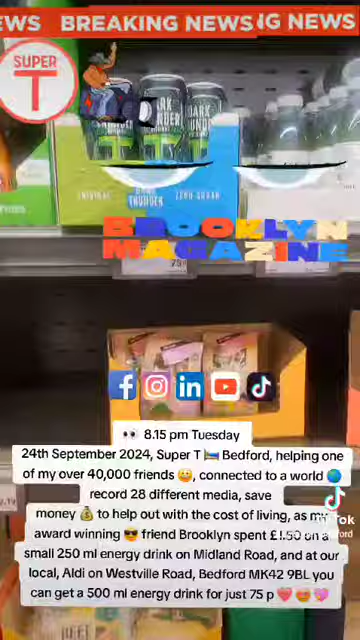 EWS BREAKING NEWS IG NEWS
SUPER
T
DARK
THUNDER
DARK
ORIGINAL
DARK
THUNDER
ZERO SUGAR
BROOKLYN
MAGAZINE
👀 8.15 pm Tuesday
24th September 2024, Super T 🛏️ Bedford, helping one
of my over 40,000 friends 😀, connected to a world 🌍
record 28 different media, save
money 💰 to help out with the cost of living, as my
award winning 😎 friend Brooklyn spent £1.50 on a
small 250 ml energy drink on Midland Road, and at our
local, Aldi on Westville Road, Bedford MK42 9BL you
can get a 500 ml energy drink for just 75 p